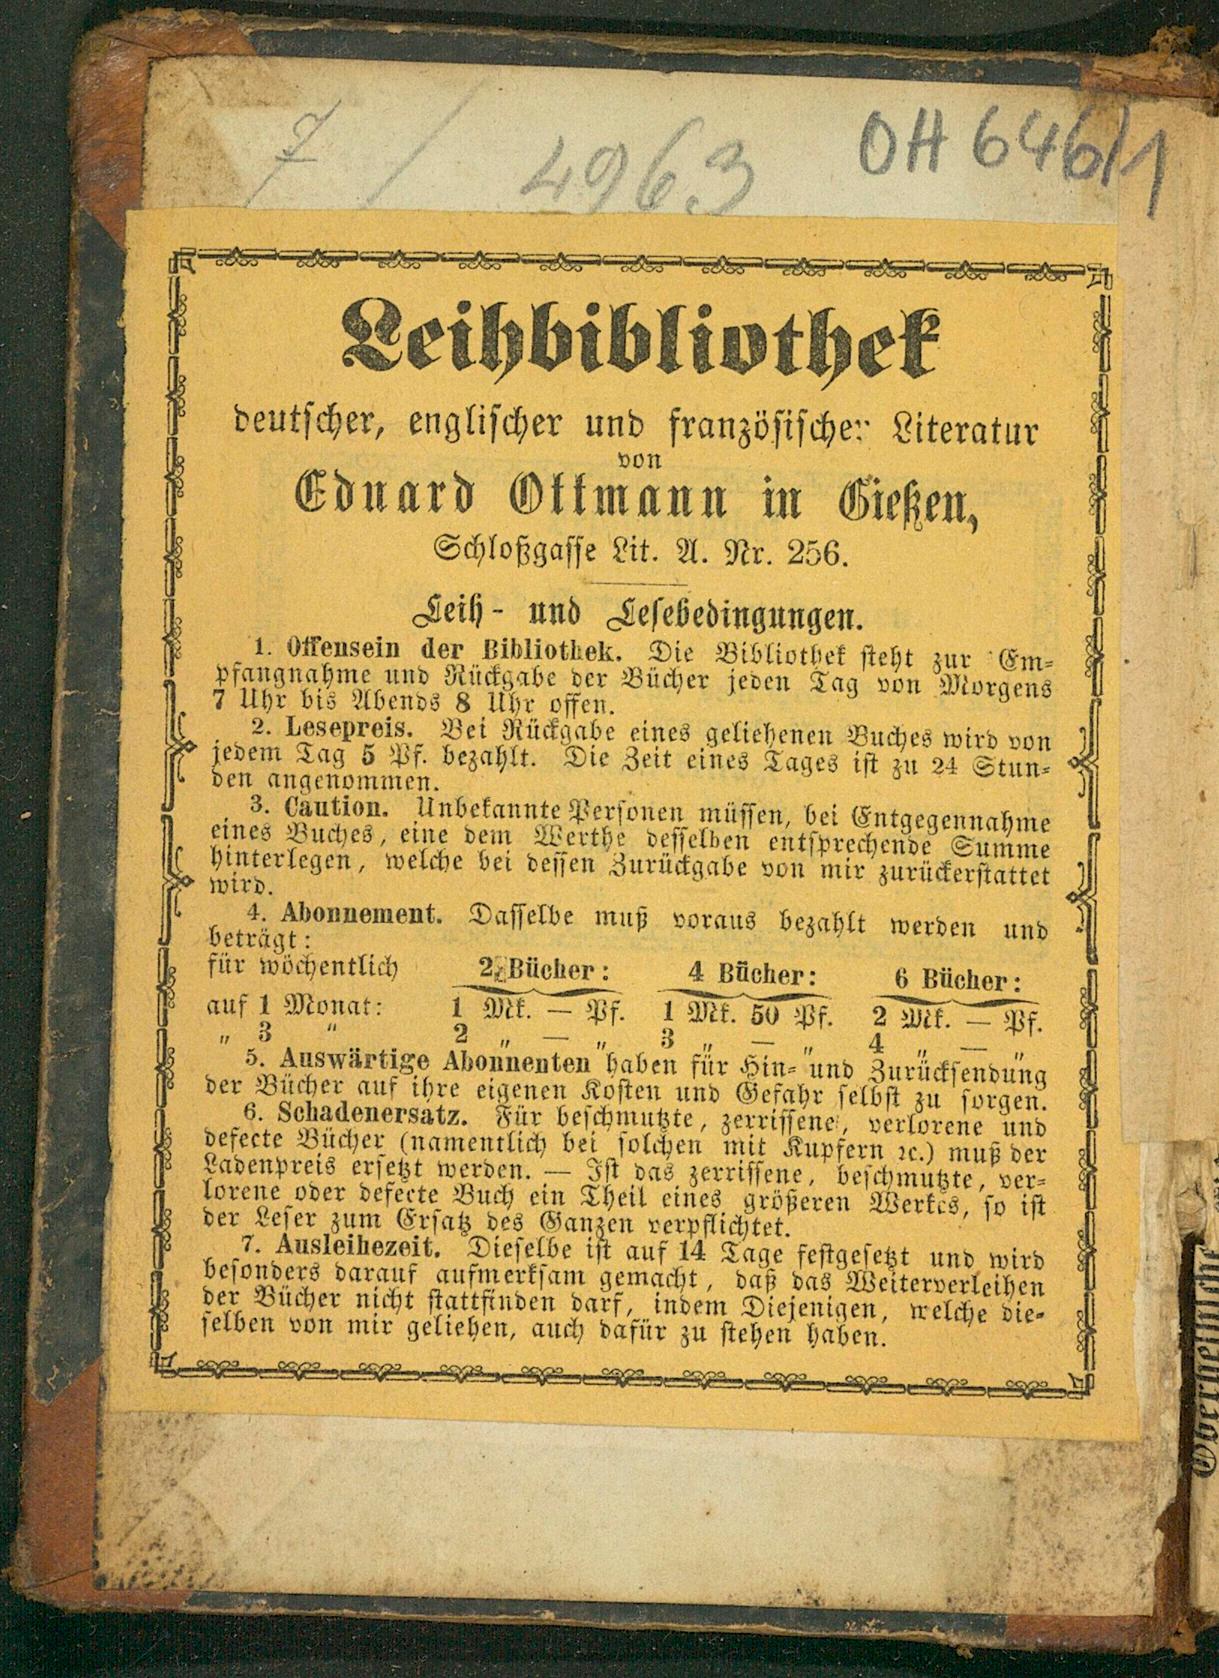 7 / 4963 OH 646/1
Leihbibliothek
deutscher, englischer und französischer Literatur
von
Eduard Ottmann in Gießen,
Schloßgasse Lit. A. Nr. 256.
Leih- und Lesebedingungen.
1. Offensein der Bibliothek. Die Bibliothek steht zur Em-
pfangnahme und Rückgabe der Bücher jeden Tag von Morgens
7 Uhr bis Abends 8 Uhr offen.
2. Lesepreis. Bei Rückgabe eines geliehenen Buches wird von
jedem Tag 5 Pf. bezahlt. Die Zeit eines Tages ist zu 24 Stun-
den angenommen.
3. Caution. Unbekannte Personen müssen, bei Entgegennahme
eines Buches, eine dem Werthe desselben entsprechende Summe
hinterlegen, welche bei dessen Zurückgabe von mir zurückerstattet
wird.
4. Abonnement. Dasselbe muß voraus bezahlt werden und
beträgt:
für wöchentlich 2 Bücher: 4 Bücher: 6 Bücher:
auf 1 Monat: 1 Mk. — Pf. 1 Mk. 50 Pf. 2 Mk. — Pf.
" 3 " 2 " — " 3 " — " 4 " — "
5. Auswärtige Abonnenten haben für Hin- und Zurücksendung
der Bücher auf ihre eigenen Kosten und Gefahr selbst zu sorgen.
6. Schadenersatz. Für beschmutzte, zerrissene, verlorene und
defecte Bücher (namentlich bei solchen mit Kupfern ꝛc.) muß der
Ladenpreis ersetzt werden. — Ist das zerrissene, beschmutzte, ver-
lorene oder defecte Buch ein Theil eines größeren Werkes, so ist
der Leser zum Ersatz des Ganzen verpflichtet.
7. Ausleihezeit. Dieselbe ist auf 14 Tage festgesetzt und wird
besonders darauf aufmerksam gemacht, daß das Weiterverleihen
der Bücher nicht stattfinden darf, indem Diejenigen, welche die-
selben von mir geliehen, auch dafür zu stehen haben.